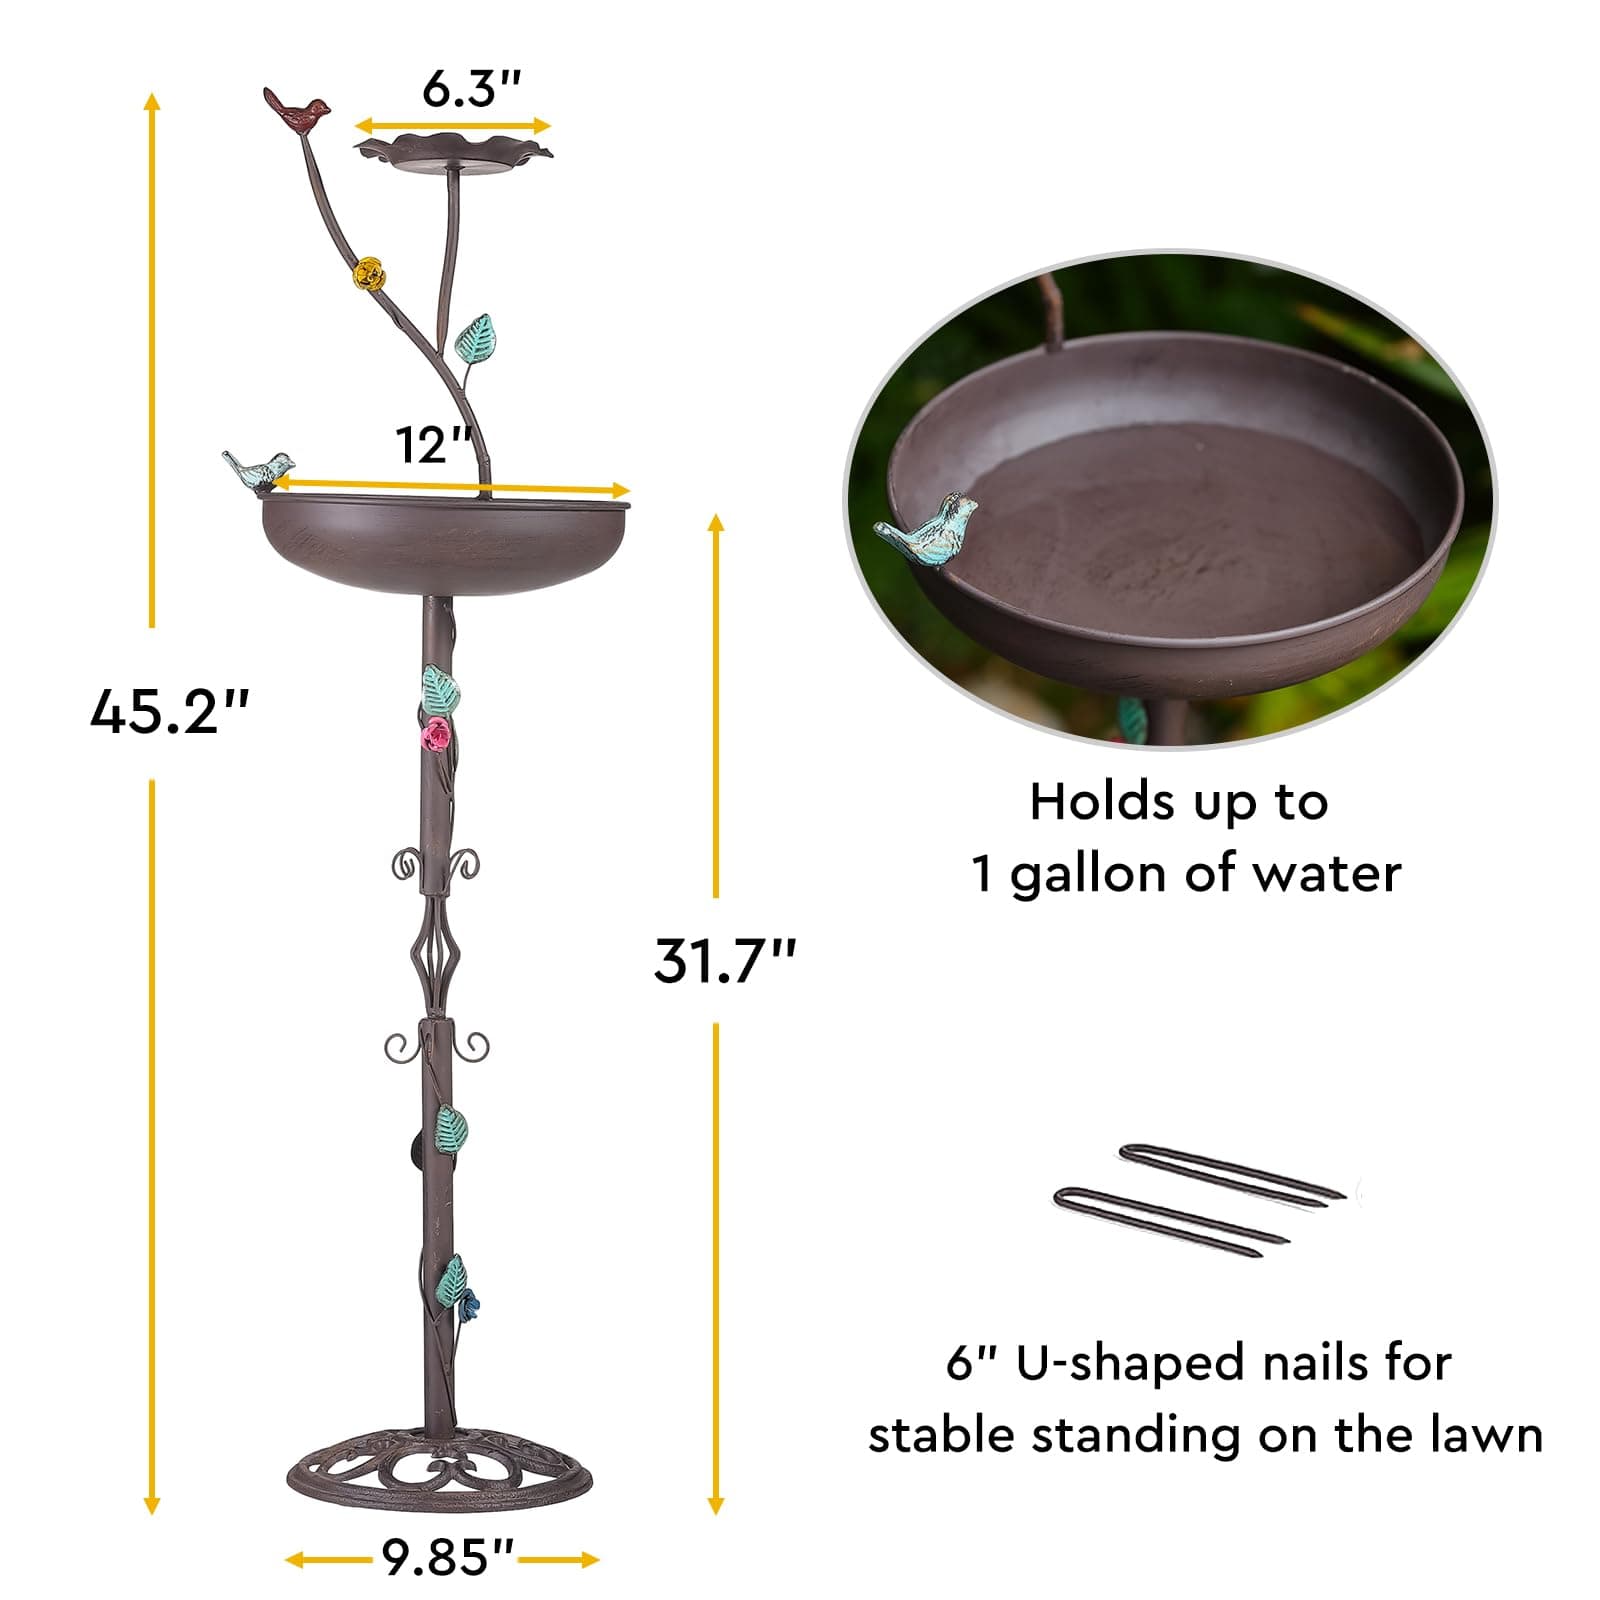 6.3"
12"
45.2"
31.7"
9.85"
Holds up to
1 gallon of water
6" U-shaped nails for
stable standing on the lawn